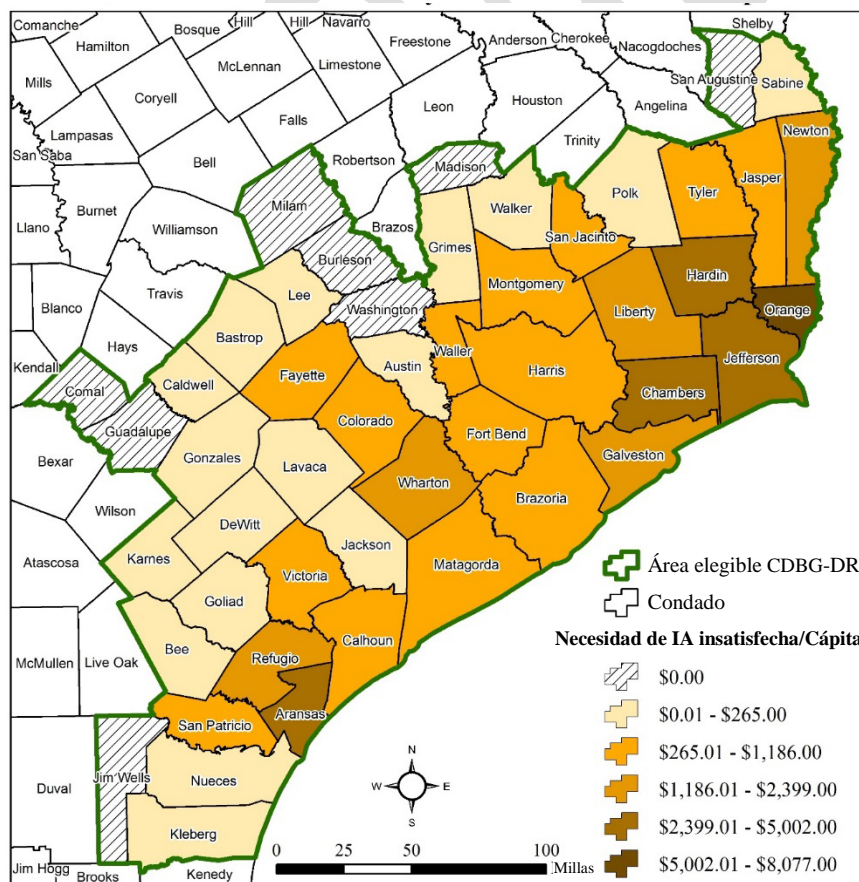 Comanche
Hamilton
Bosque
Hill
Hill
Navarro
Freestone
Anderson
Cherokee
Nacogdoches
Shelby
Mills
Coryell
McLennan
Limestone
Leon
Houston
Angelina
San Augustine
Sabine
Lampasas
Falls
Trinity
Newton
San Saba
Bell
Robertson
Madison
Polk
Tyler
Jasper
Burnet
Milam
Walker
Llano
Williamson
Brazos
Grimes
San Jacinto
Burleson
Hardin
Travis
Lee
Montgomery
Liberty
Orange
Blanco
Washington
Bastrop
Hays
Waller
Jefferson
Kendall
Fayette
Austin
Harris
Caldwell
Comal
Chambers
Guadalupe
Colorado
Fort Bend
Galveston
Bexar
Gonzales
Lavaca
Wharton
Brazoria
Wilson
DeWitt
Jackson
Karnes
Atascosa
Victoria
Matagorda
Goliad
Calhoun
Bee
McMullen
Live Oak
Refugio
Aransas
San Patricio
Duval
Jim Wells
Nueces
Kleberg
Jim Hogg
Brooks
Kenedy
N
W
E
S
0
25
50
100
Millas
Área elegible CDBG-DR
Condado
Necesidad de IA insatisfecha/Cápita
$0.00
$0.01 - $265.00
$265.01 - $1,186.00
$1,186.01 - $2,399.00
$2,399.01 - $5,002.00
$5,002.01 - $8,077.00